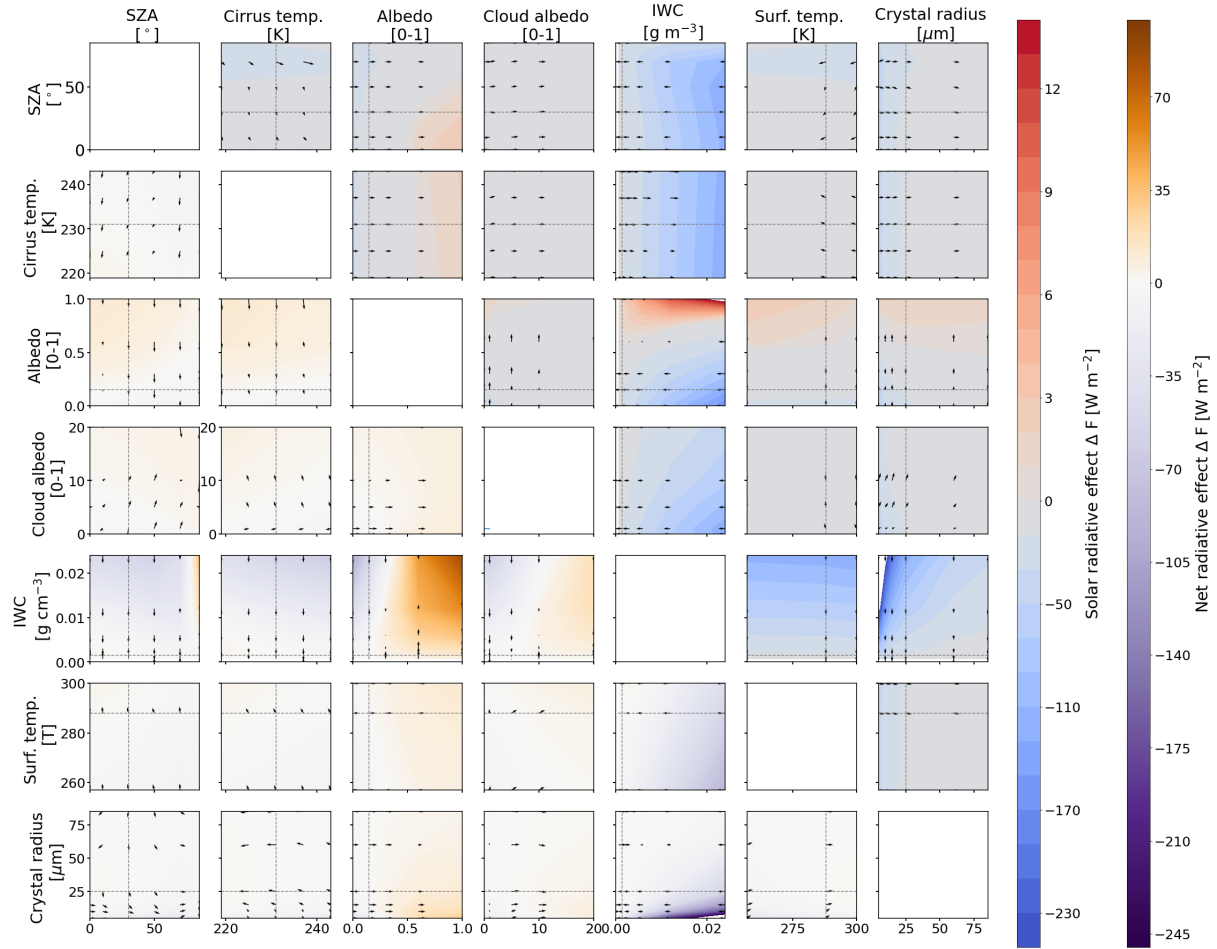 SZA
[°]
Cirrus temp.
[K]
Albedo
[0-1]
Cloud albedo
[0-1]
IWC
[g m⁻³]
Surf. temp.
[K]
Crystal radius
[μm]
SZA
[°]
50
0
Cirrus temp.
[K]
240
230
220
Albedo
[0-1]
1.0
0.5
0.0
Cloud albedo
[0-1]
20
10
0
20
10
0
IWC
[g cm⁻³]
0.02
0.01
0.00
Surf. temp.
[T]
300
280
260
Crystal radius
[μm]
75
50
25
0 50
220 240
0.0 0.5 1.0
0 10 20
0.00 0.02
275 300
25 50 75
12
9
6
3
0
−50
−110
−170
−230
Solar radiative effect Δ F [W m⁻²]
70
35
0
−35
−70
−105
−140
−175
−210
−245
Net radiative effect Δ F [W m⁻²]